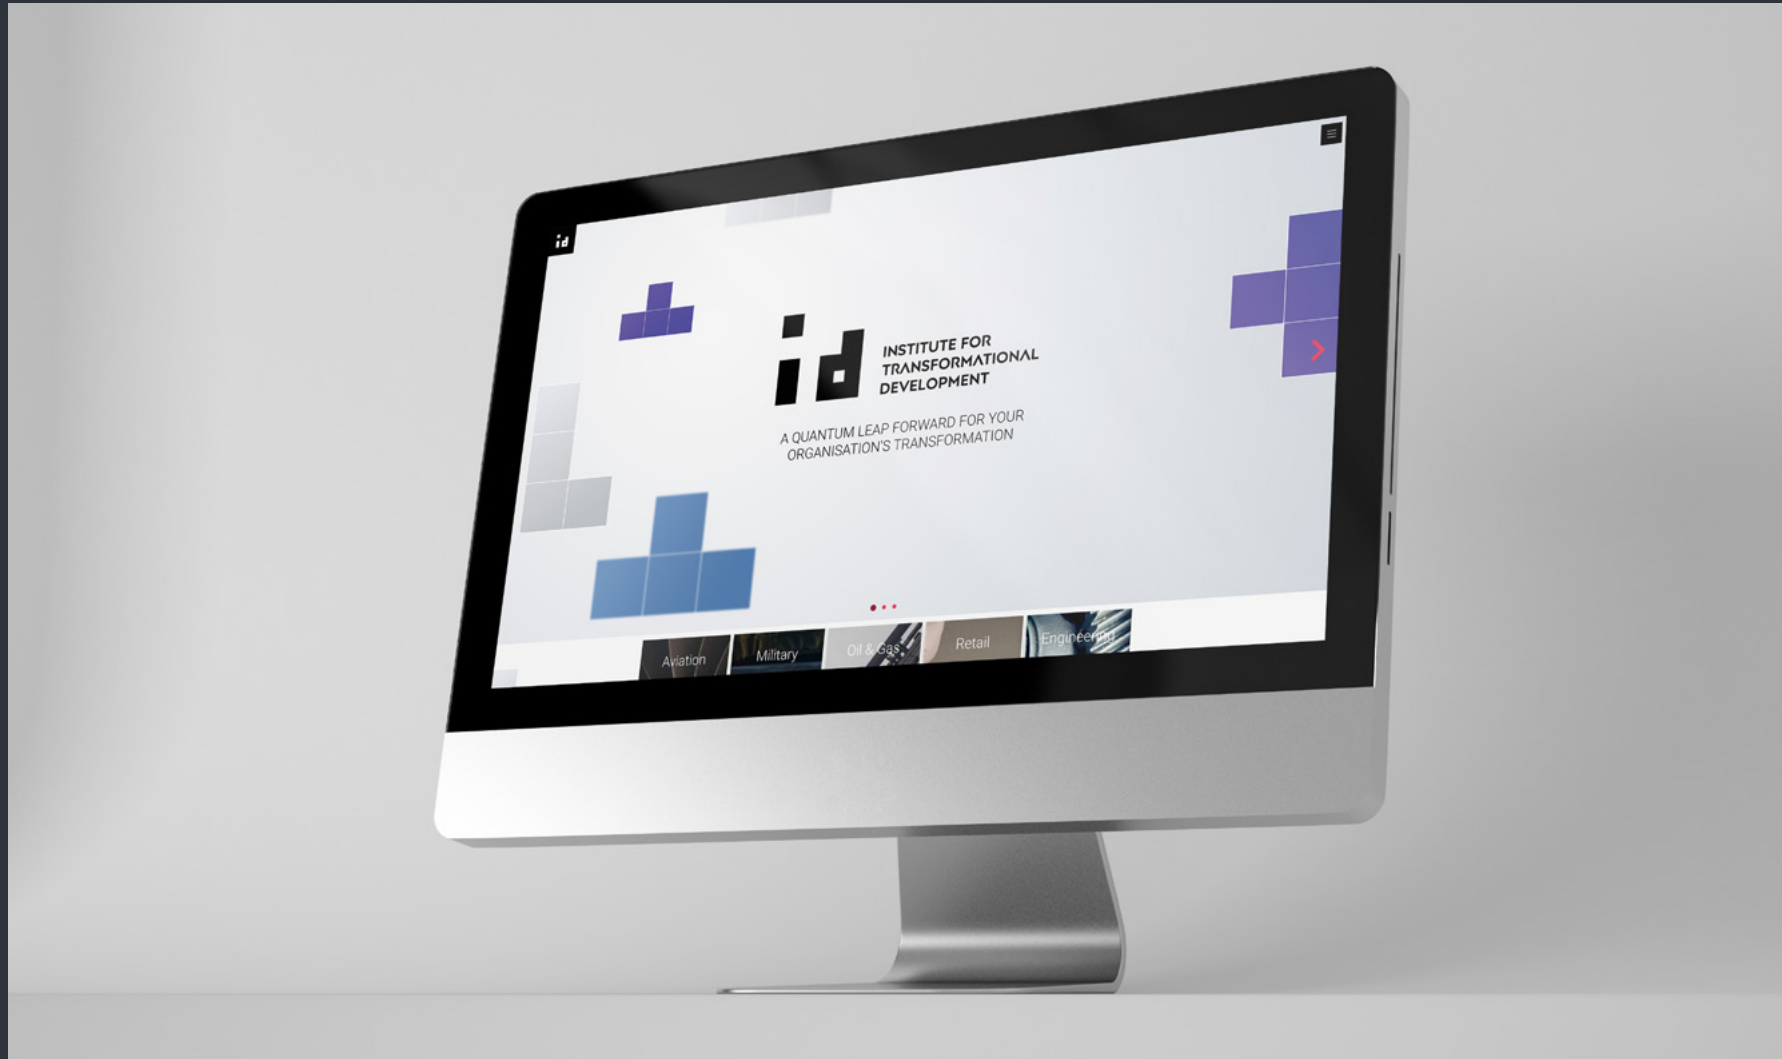 id
id
INSTITUTE FOR
TRANSFORMATIONAL
DEVELOPMENT
A QUANTUM LEAP FORWARD FOR YOUR
ORGANISATION'S TRANSFORMATION
Aviation
Military
Oil & Gas
Retail
Engineering